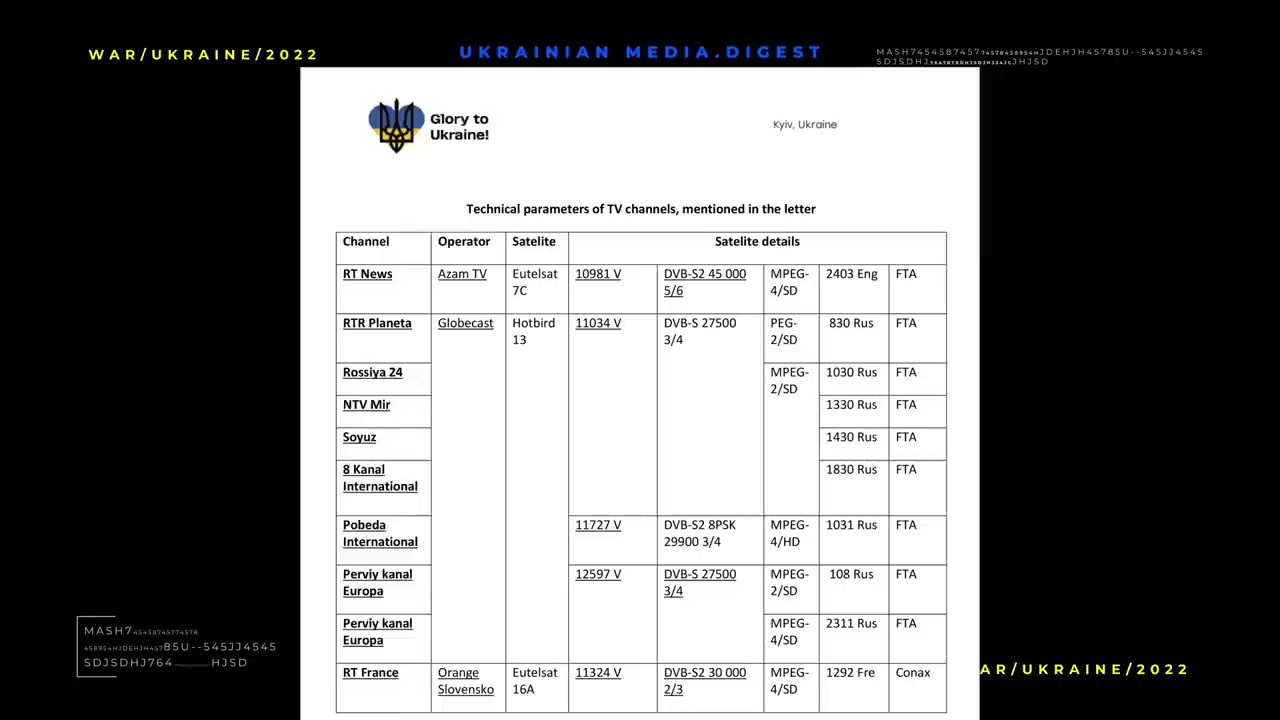 WAR/UKRAINE/2022
UKRAINIAN MEDIA.DIGEST
Glory to
Ukraine!
Kyiv, Ukraine
Technical parameters of TV channels, mentioned in the letter
Channel Operator Satelite Satelite details
RT News Azam TV Eutelsat 7C 10981 V DVB-S2 45 000 5/6 MPEG-4/SD 2403 Eng FTA
RTR Planeta Globecast Hotbird 13 11034 V DVB-S 27500 3/4 PEG-2/SD 830 Rus FTA
Rossiya 24 MPEG-2/SD 1030 Rus FTA
NTV Mir 1330 Rus FTA
Soyuz 1430 Rus FTA
8 Kanal International 1830 Rus FTA
Pobeda International 11727 V DVB-S2 8PSK 29900 3/4 MPEG-4/HD 1031 Rus FTA
Perviy kanal Europa 12597 V DVB-S 27500 3/4 MPEG-2/SD 108 Rus FTA
Perviy kanal Europa MPEG-4/SD 2311 Rus FTA
RT France Orange Slovensko Eutelsat 16A 11324 V DVB-S2 30 000 2/3 MPEG-4/SD 1292 Fre Conax
AR/UKRAINE/2022